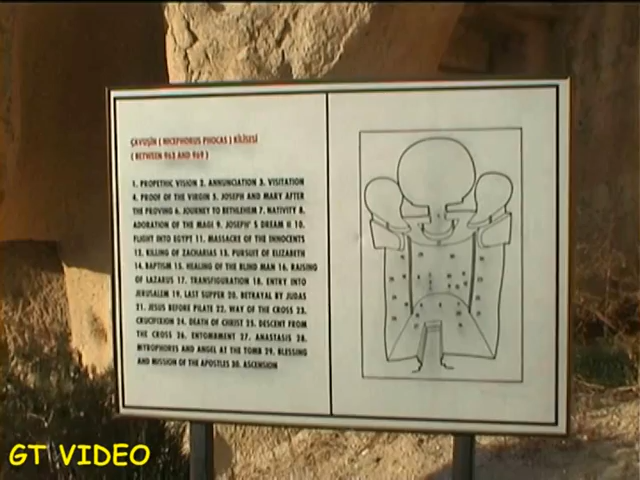 ÇAVUŞİN ( NICEPHORUS PHOCAS ) KİLİSESİ
( BETWEEN 963 AND 969 )
1. PROPETHIC VISION 2. ANNUNCIATION 3. VISITATION
4. PROOF OF THE VIRGIN 5. JOSEPH AND MARY AFTER
THE PROVING 6. JOURNEY TO BETHLEHEM 7. NATIVITY 8.
ADORATION OF THE MAGI 9. JOSEPH' S DREAM II 10.
FLIGHT INTO EGYPT 11. MASSACRE OF THE INNOCENTS
12. KILLING OF ZACHARIAS 13. PURSUIT OF ELIZABETH
14. BAPTISM 15. HEALING OF THE BLIND MAN 16. RAISING
OF LAZARUS 17. TRANSFIGURATION 18. ENTRY INTO
JERUSALEM 19. LAST SUPPER 20. BETRAYAL BY JUDAS
21. JESUS BEFORE PILATE 22. WAY OF THE CROSS 23.
CRUCIFIXION 24. DEATH OF CHRIST 25. DESCENT FROM
THE CROSS 26. ENTOMBMENT 27. ANASTASIS 28.
MYROPHORES AND ANGEL AT THE TOMB 29. BLESSING
AND MISSION OF THE APOSTLES 30. ASCENSION
GT VIDEO